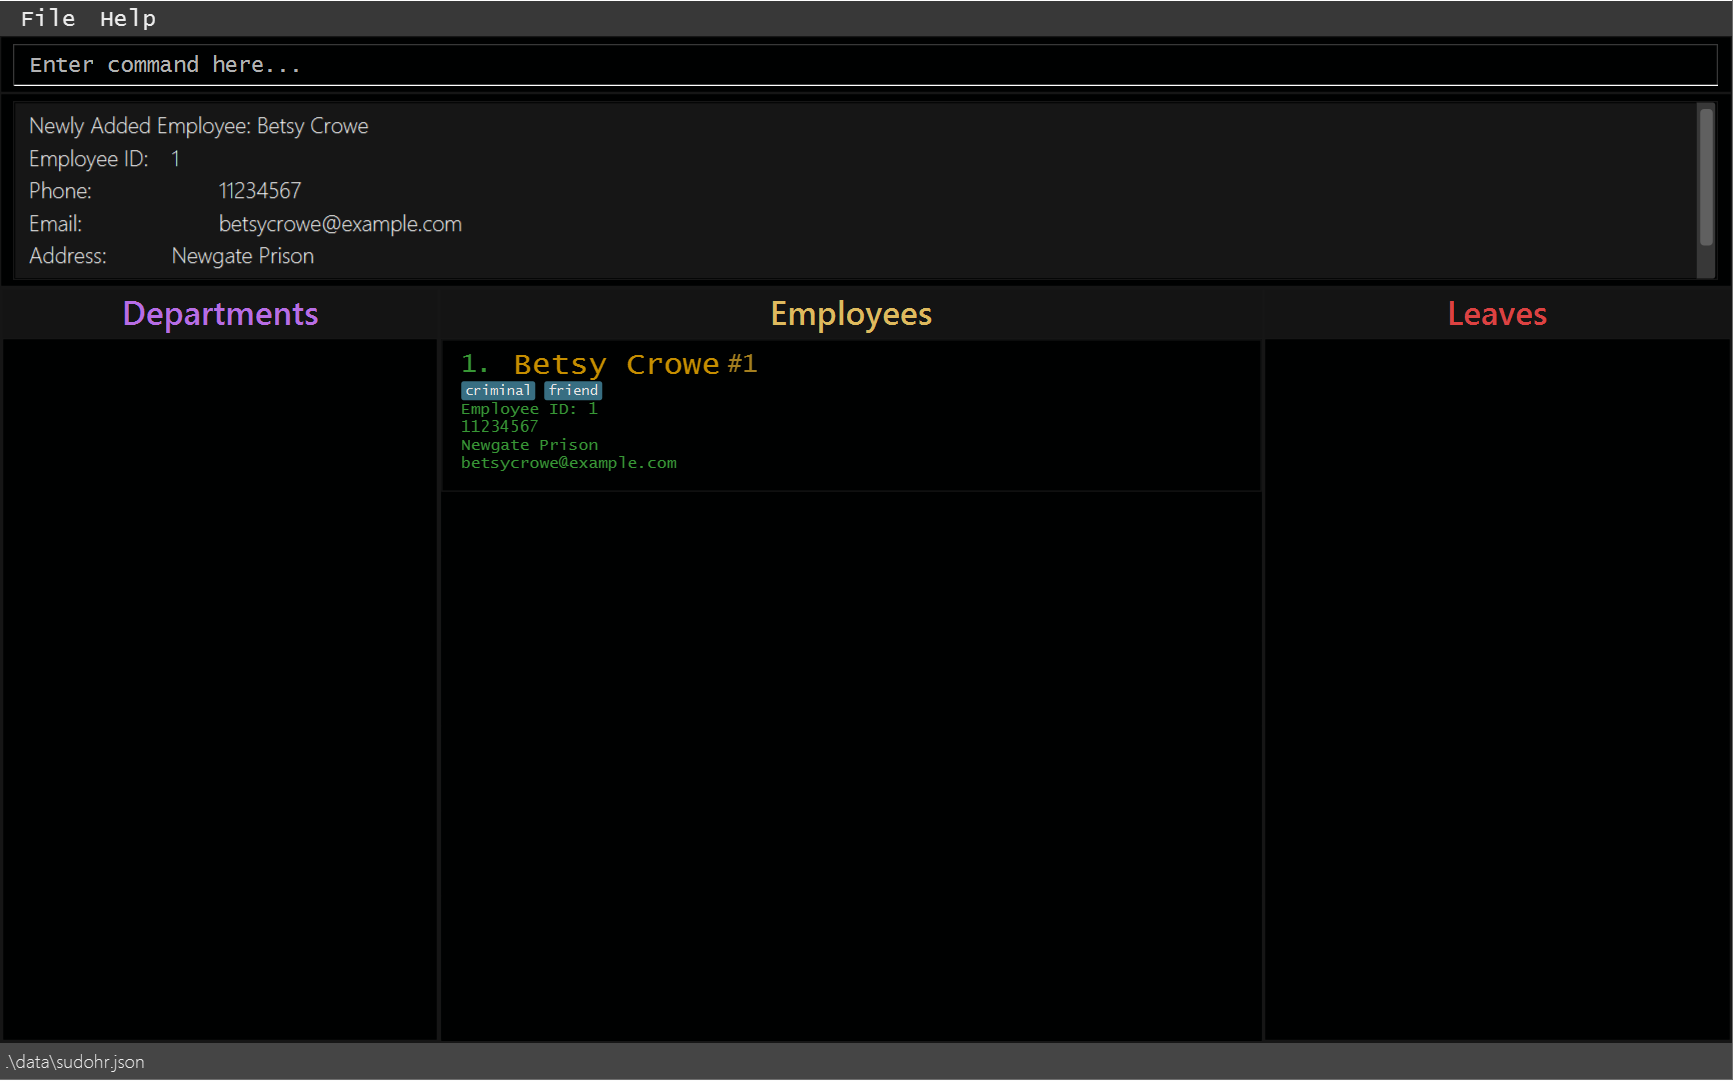 File Help
Enter command here...
Newly Added Employee: Betsy Crowe
Employee ID: 1
Phone: 11234567
Email: betsycrowe@example.com
Address: Newgate Prison
Departments
Employees
Leaves
1. Betsy Crowe #1
criminal friend
Employee ID: 1
11234567
Newgate Prison
betsycrowe@example.com
.\data\sudohr.json